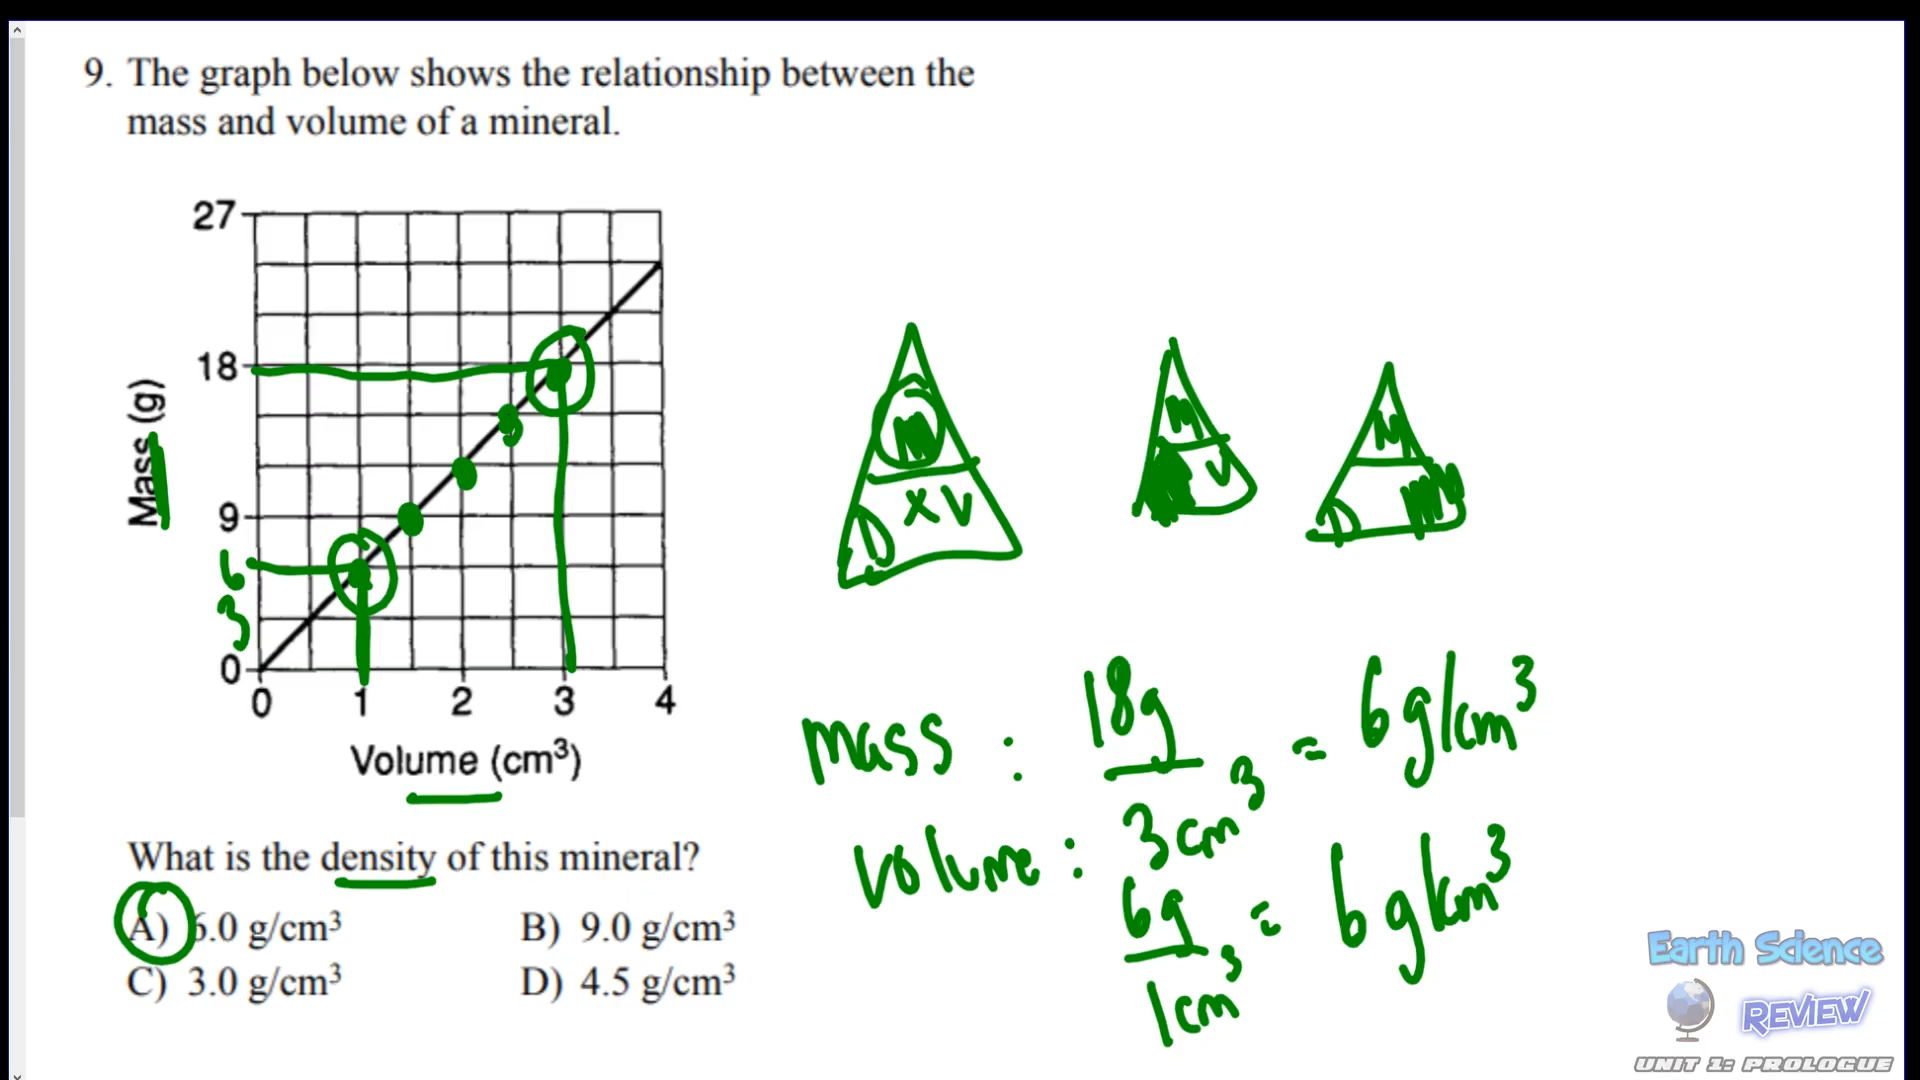 9. The graph below shows the relationship between the
mass and volume of a mineral.
27
18
9
6
3
0
Mass (g)
0 1 2 3 4
Volume (cm³)
M
D x V
M
V
M
D
mass : 18g = 6g/cm³
volume : 3cm³
6g = 6g/cm³
1cm³
What is the density of this mineral?
A) 6.0 g/cm³ B) 9.0 g/cm³
C) 3.0 g/cm³ D) 4.5 g/cm³
Earth Science
REVIEW
UNIT 1: PROLOGUE